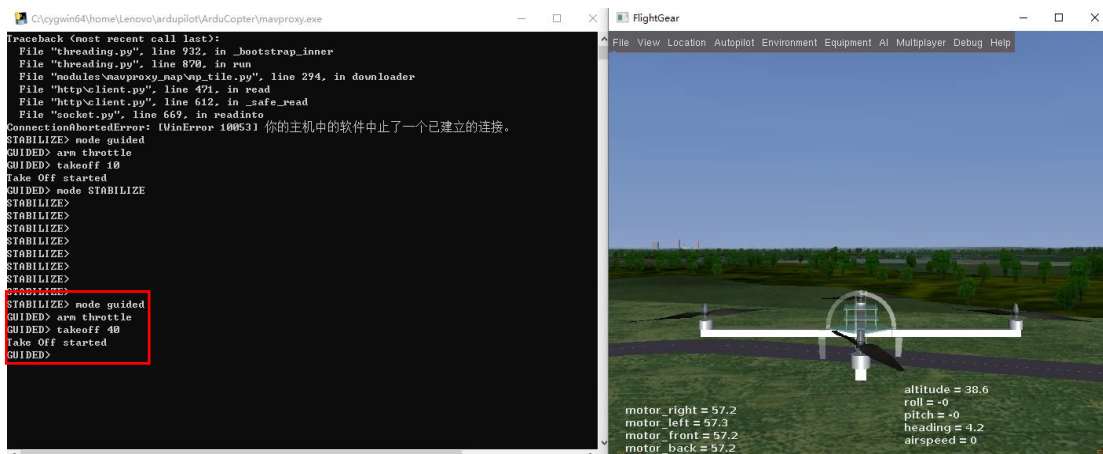 C:\cygwin64\home\Lenovo\ardupilot\ArduCopter\mavproxy.exe
Traceback (most recent call last):
File "threading.py", line 932, in _bootstrap_inner
File "threading.py", line 870, in run
File "modules\mavproxy_map\mp_tile.py", line 294, in downloader
File "http\client.py", line 471, in read
File "http\client.py", line 612, in _safe_read
File "socket.py", line 669, in readinto
ConnectionAbortedError: [WinError 10053] 你的主机中的软件中止了一个已建立的连接。
STABILIZE> mode guided
GUIDED> arm throttle
GUIDED> takeoff 10
Take Off started
GUIDED> mode STABILIZE
STABILIZE>
STABILIZE>
STABILIZE>
STABILIZE>
STABILIZE>
STABILIZE>
STABILIZE>
STABILIZE>
STABILIZE> mode guided
GUIDED> arm throttle
GUIDED> takeoff 40
Take Off started
GUIDED>
FlightGear
File View Location Autopilot Environment Equipment AI Multiplayer Debug Help
altitude = 38.6
roll = -0
pitch = -0
heading = 4.2
airspeed = 0
motor_right = 57.2
motor_left = 57.3
motor_front = 57.2
motor_back = 57.2